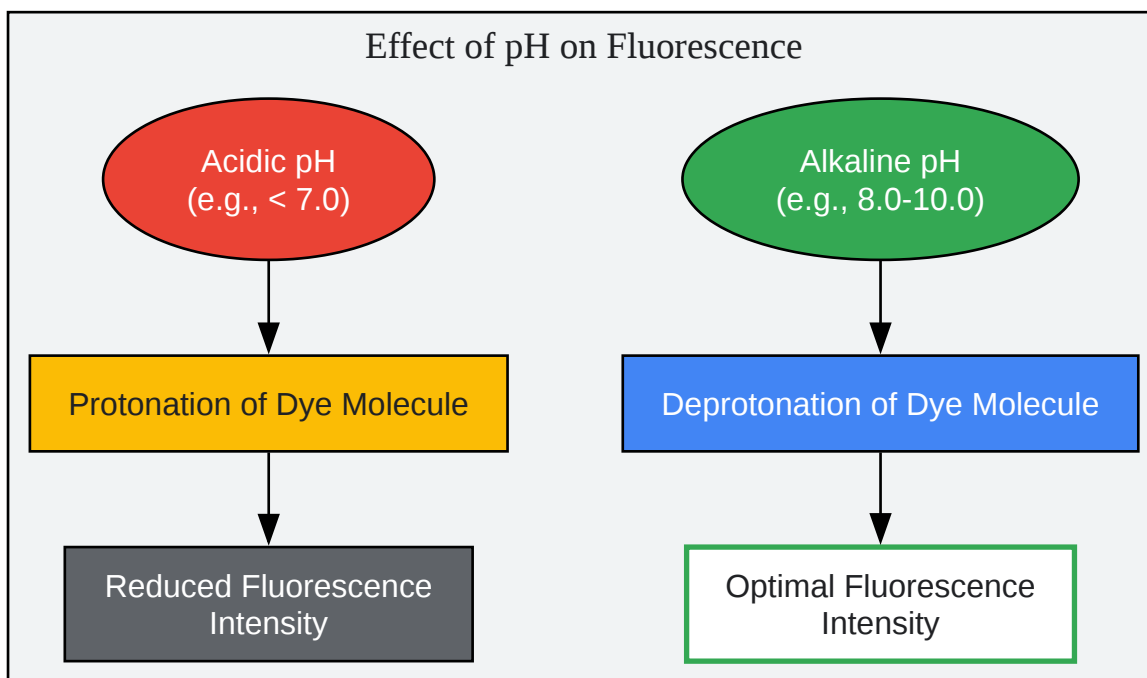 Effect of pH on Fluorescence
Acidic pH
(e.g., < 7.0)
Alkaline pH
(e.g., 8.0-10.0)
Protonation of Dye Molecule
Deprotonation of Dye Molecule
Reduced Fluorescence
Intensity
Optimal Fluorescence
Intensity